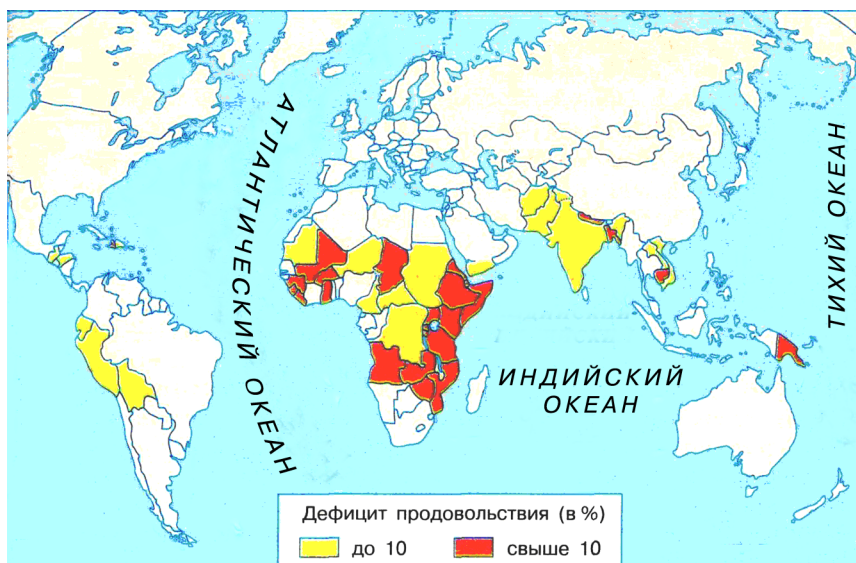 АТЛАНТИЧЕСКИЙ ОКЕАН
ТИХИЙ ОКЕАН
ИНДИЙСКИЙ
ОКЕАН
Дефицит продовольствия (в %)
до 10
свыше 10